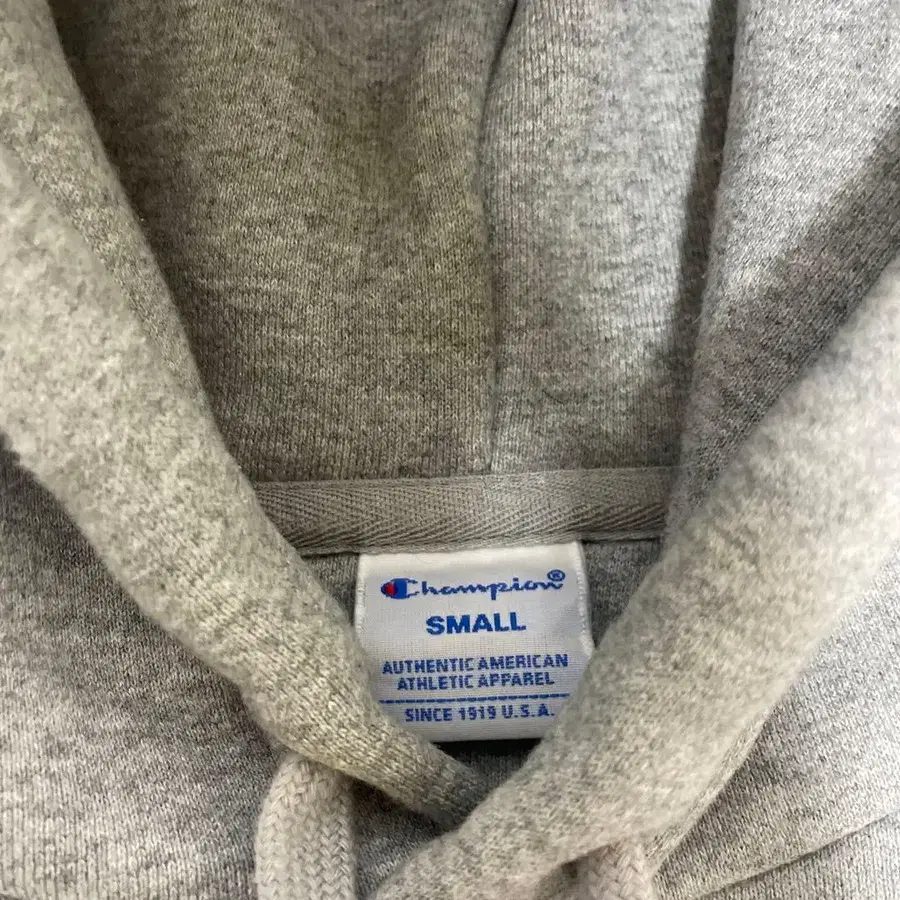 Champion®
SMALL
AUTHENTIC AMERICAN
ATHLETIC APPAREL
SINCE 1919 U.S.A.